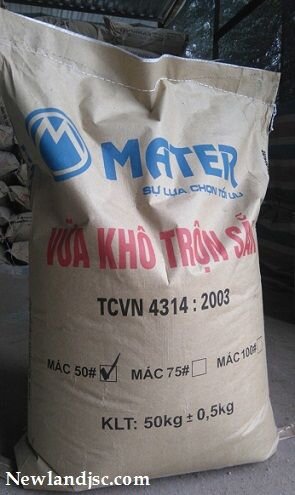 MATER
SỰ LỰA CHỌN TỐI ƯU
VỮA KHÔ TRỘN SẴN
TCVN 4314 : 2003
MÁC 50# MÁC 75# MÁC 100#
KLT: 50kg ± 0,5kg
Newlandjsc.com